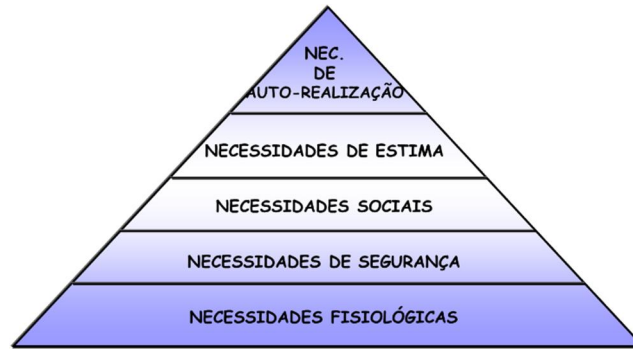 NEC.
DE
AUTO-REALIZAÇÃO
NECESSIDADES DE ESTIMA
NECESSIDADES SOCIAIS
NECESSIDADES DE SEGURANÇA
NECESSIDADES FISIOLÓGICAS